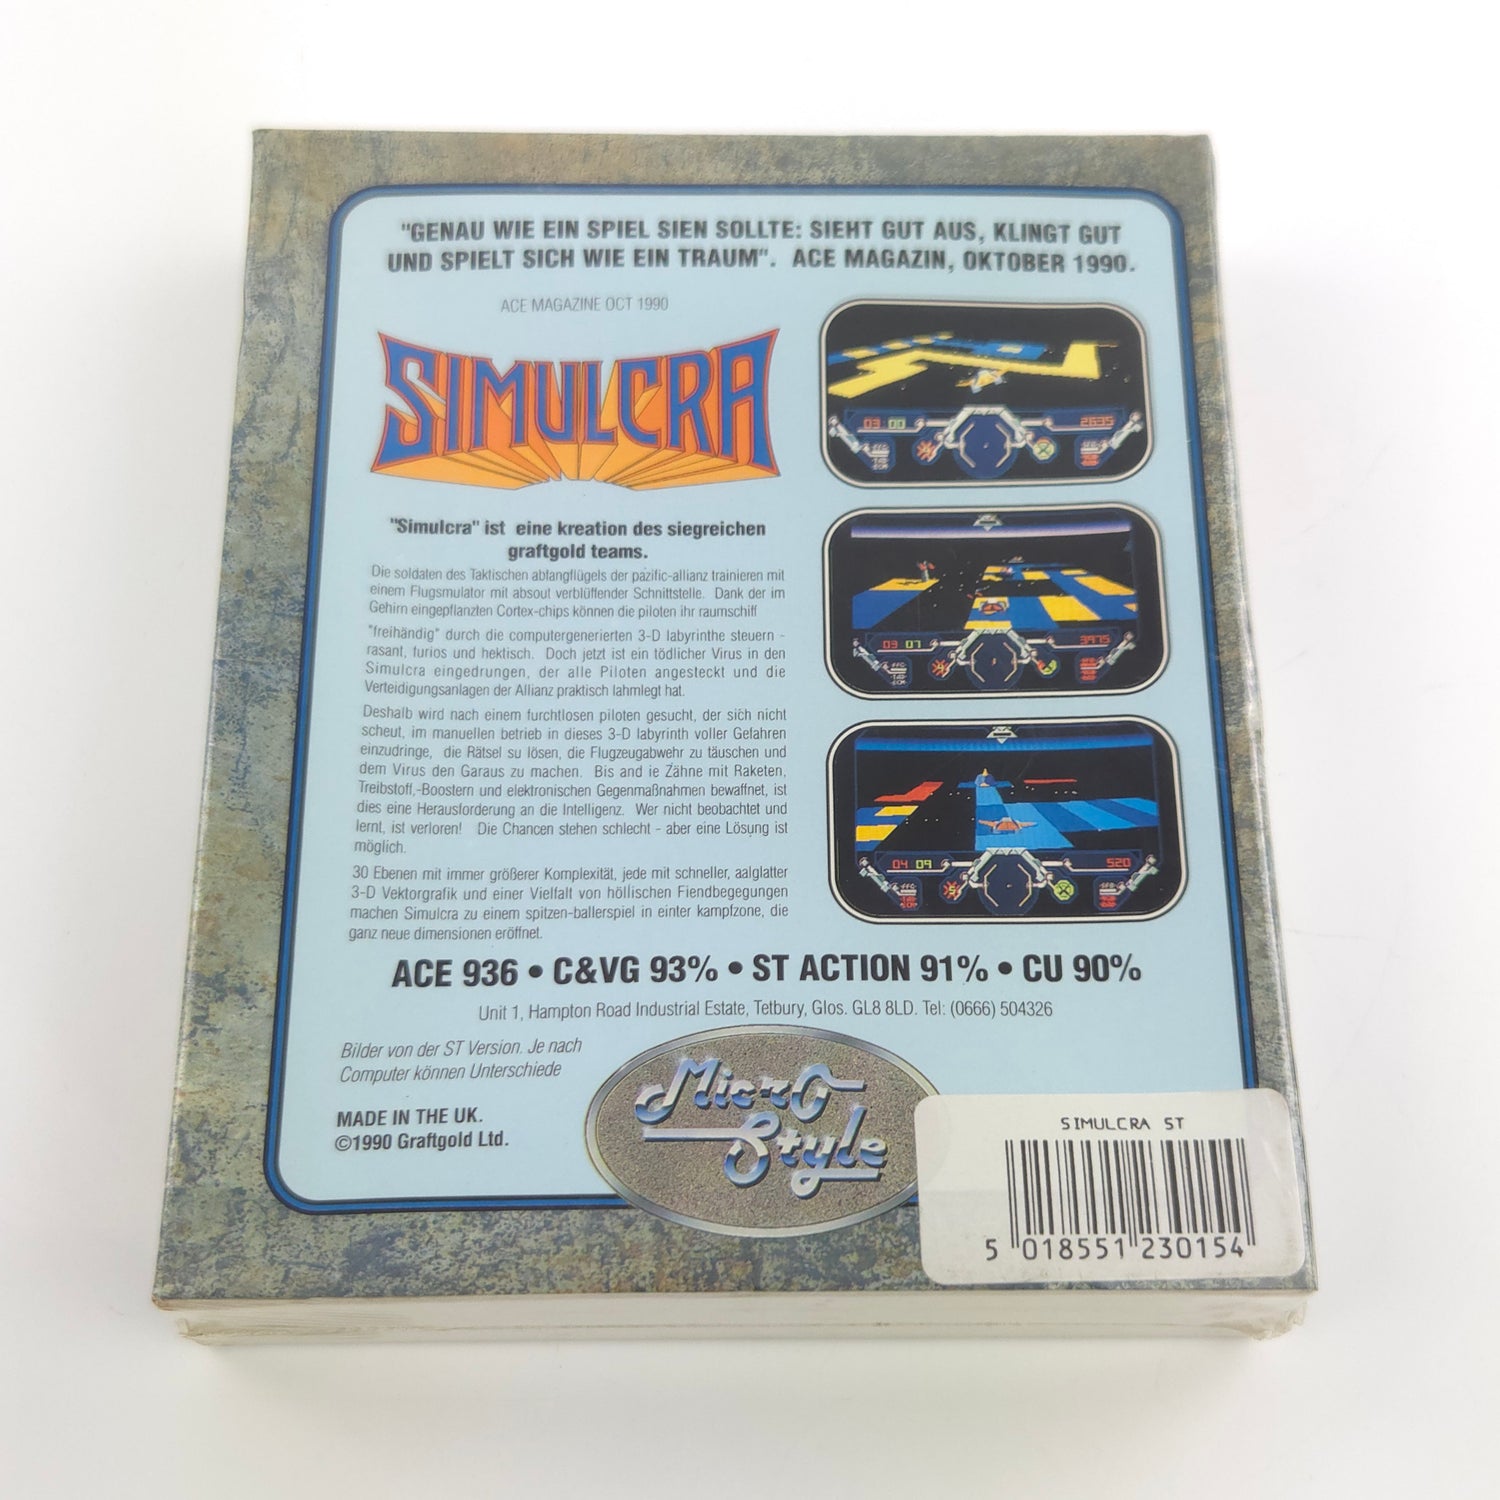 "GENAU WIE EIN SPIEL SIEN SOLLTE: SIEHT GUT AUS, KLINGT GUT
UND SPIELT SICH WIE EIN TRAUM". ACE MAGAZIN, OKTOBER 1990.
ACE MAGAZINE OCT 1990
SIMULCRA
"Simulcra" ist eine kreation des siegreichen
graftgold teams.
Die soldaten des Taktischen abfangflügels der pazific-allianz trainieren mit
einem Flugsmulator mit absout verblüffender Schnittstelle. Dank der im
Gehirn eingepflanzten Cortex-chips können die piloten ihr raumschiff
"freihändig" durch die computergenerierten 3-D labyrinthe steuern -
rasant, furios und hektisch. Doch jetzt ist ein tödlicher Virus in den
Simulcra eingedrungen, der alle Piloten angesteckt und die
Verteidigungsanlagen der Allianz praktisch lahmlegt hat.
Deshalb wird nach einem furchtlosen piloten gesucht, der sich nicht
scheut, im manuellen betrieb in dieses 3-D labyrinth voller Gefahren
einzudringe, die Rätsel su lösen, die Flugzeugabwehr zu täuschen und
dem Virus den Garaus zu machen. Bis and ie Zähne mit Raketen,
Treibstoff,-Boostern und elektronischen Gegenmaßnahmen bewaffnet, ist
dies eine Herausforderung an die Intelligenz. Wer nicht beobachtet und
lernt, ist verloren! Die Chancen stehen schlecht - aber eine Lösung ist
möglich.
30 Ebenen mit immer größerer Komplexität, jede mit schneller, aalglatter
3-D Vektorgrafik und einer Vielfalt von höllischen Fiendbegegungen
machen Simulcra zu einem spitzen-ballerspiel in einter kampfzone, die
ganz neue dimensionen eröffnet.
03 00 2635
03 07 3975
04 09 520
ACE 936 • C&VG 93% • ST ACTION 91% • CU 90%
Unit 1, Hampton Road Industrial Estate, Tetbury, Glos. GL8 8LD. Tel: (0666) 504326
Bilder von der ST Version. Je nach
Computer können Unterschiede
MADE IN THE UK.
©1990 Graftgold Ltd.
Micro
Style
SIMULCRA ST
5 018551 230154